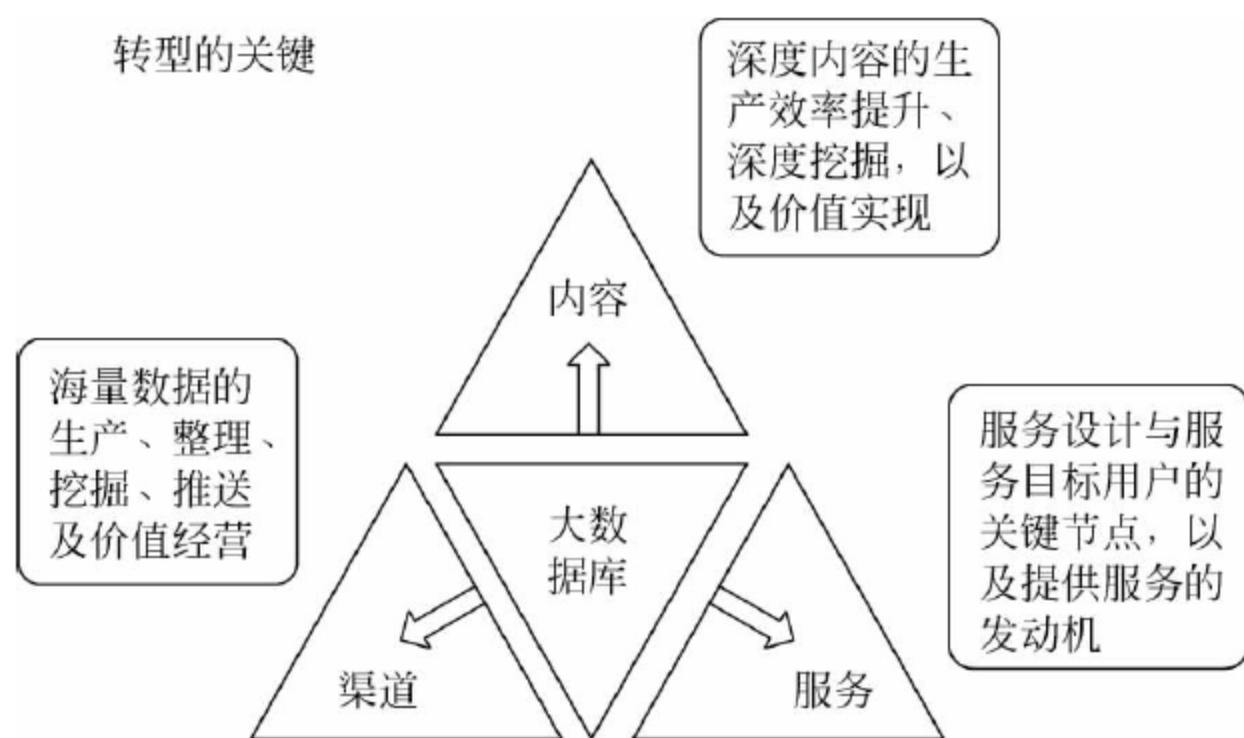 转型的关键
深度内容的生
产效率提升、
深度挖掘，以
及价值实现
内容
海量数据的
生产、整理、
挖掘、推送
及价值经营
大数
据库
服务设计与服
务目标用户的
关键节点，以
及提供服务的
发动机
渠道
服务